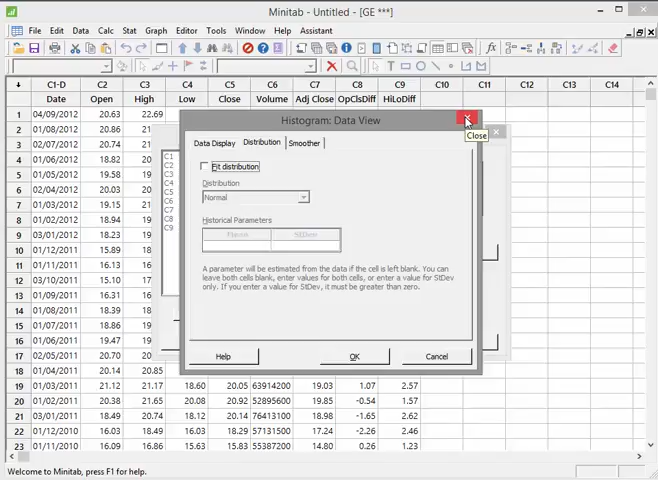 Minitab - Untitled - [GE ***]
File Edit Data Calc Stat Graph Editor Tools Window Help Assistant
C1-D C2 C3 C4 C5 C6 C7 C8 C9 C10 C11 C12 C13 C14
Date Open High Low Close Volume Adj Close OpClsDiff HiLoDiff
1 04/09/2012 20.63 22.69
2 01/08/2012 20.86 21.
3 02/07/2012 20.74 21.
4 01/06/2012 18.82 20.
5 01/05/2012 19.58 19.
6 02/04/2012 20.03 20.
7 01/03/2012 19.15 20.
8 01/02/2012 18.94 19.
9 03/01/2012 18.23 19.
10 01/12/2011 15.89 18.
11 01/11/2011 16.13 16.
12 03/10/2011 15.10 17.
13 01/09/2011 16.31 16.
14 01/08/2011 18.39 18.
15 01/07/2011 18.86 19.
16 01/06/2011 19.47 19.
17 02/05/2011 20.70 20.
18 01/04/2011 20.14 20.85
19 01/03/2011 21.12 21.17 18.60 20.05 63914200 19.03 1.07 2.57
20 01/02/2011 20.38 21.65 20.08 20.92 52895600 19.85 -0.54 1.57
21 03/01/2011 18.49 20.74 18.12 20.14 76413100 18.98 -1.65 2.62
22 01/12/2010 16.03 18.49 16.03 18.29 57131500 17.24 -2.26 2.46
23 01/11/2010 16.09 16.86 15.63 15.83 55387200 14.80 0.26 1.23
C1
C2
C3
C4
C5
C6
C7
C8
C9
Histogram: Data View
Close
Data Display Distribution Smoother
Fit distribution
Distribution
Normal
Historical Parameters
StDev
A parameter will be estimated from the data if the cell is left blank. You can
leave both cells blank, enter values for both cells, or enter a value for StDev
only. If you enter a value for StDev, it must be greater than zero.
Help OK Cancel
Welcome to Minitab, press F1 for help.